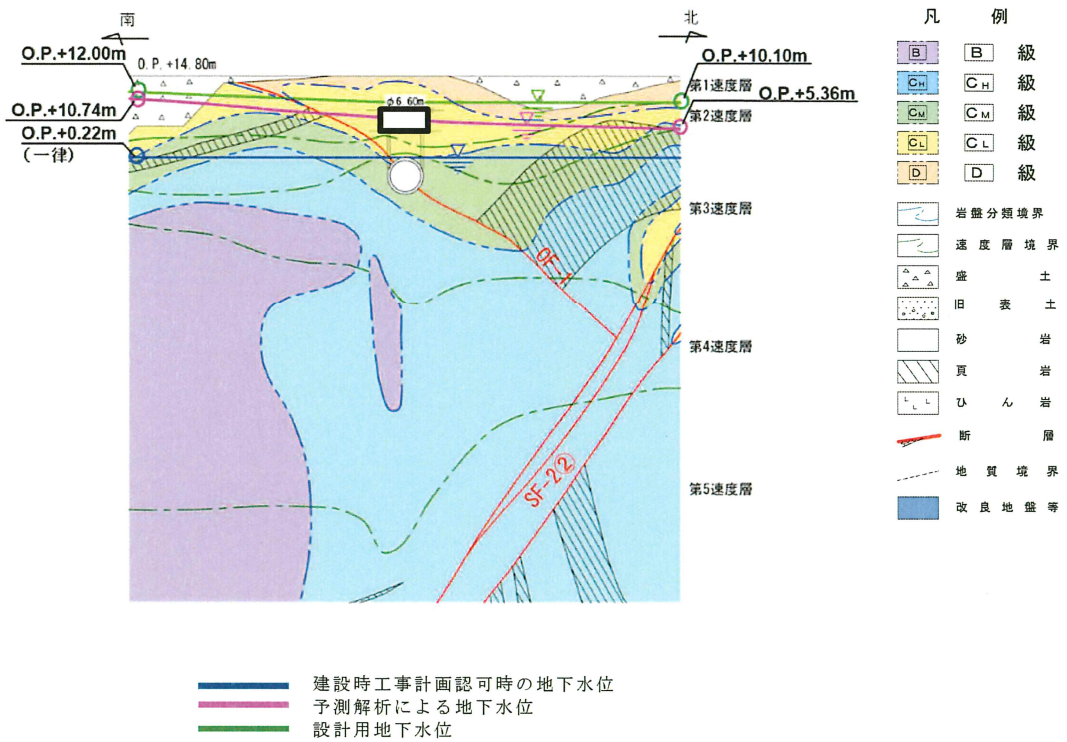 南
北
O.P.+12.00m
O.P.+14.80m
O.P.+10.10m
第1速度層
O.P.+5.36m
O.P.+10.74m
φ6.60m
第2速度層
O.P.+0.22m
(一律)
第3速度層
OF-1
第4速度層
SF-2②
第5速度層
凡例
B B 級
CH CH 級
CM CM 級
CL CL 級
D D 級
岩盤分類境界
速度層境界
盛土
旧表土
砂岩
頁岩
ひん岩
断層
地質境界
改良地盤等
建設時工事計画認可時の地下水位
予測解析による地下水位
設計用地下水位